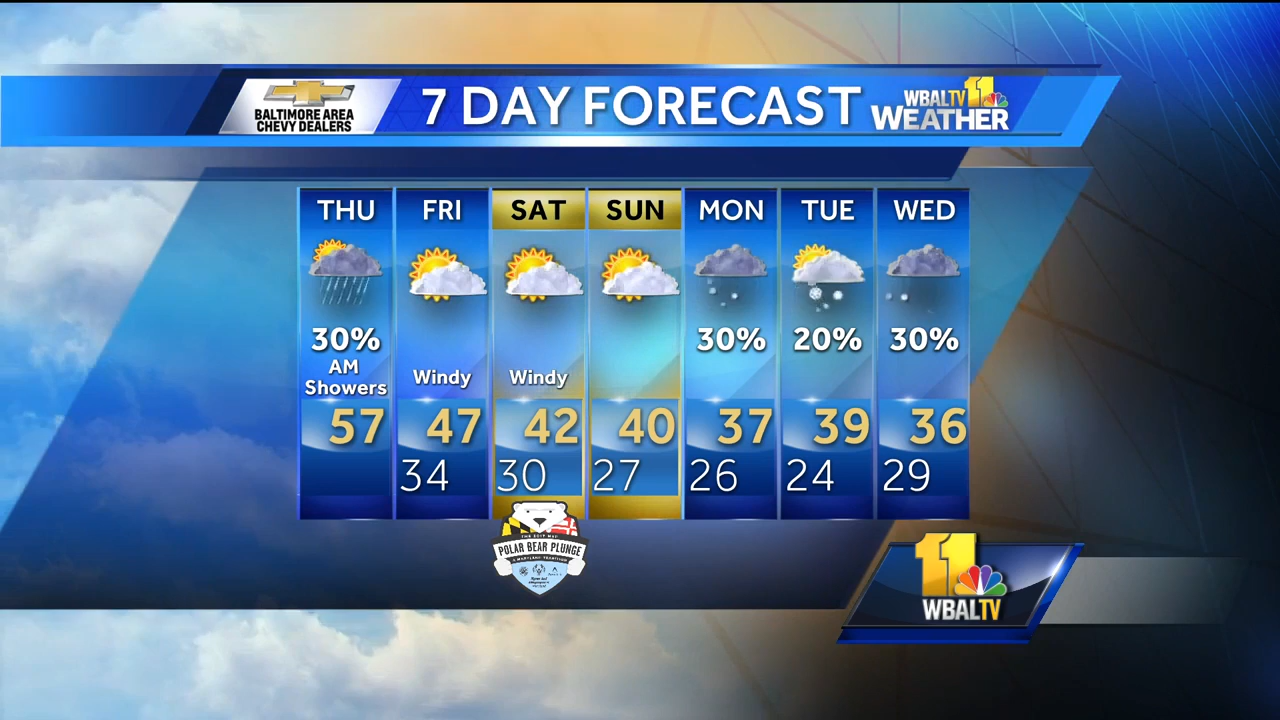 BALTIMORE AREA
CHEVY DEALERS
7 DAY FORECAST
WBALTV 11
WEATHER
THU FRI SAT SUN MON TUE WED
30% 30% 20% 30%
AM
Showers Windy Windy
57 47 42 40 37 39 36
34 30 27 26 24 29
POLAR BEAR PLUNGE
11
WBALTV